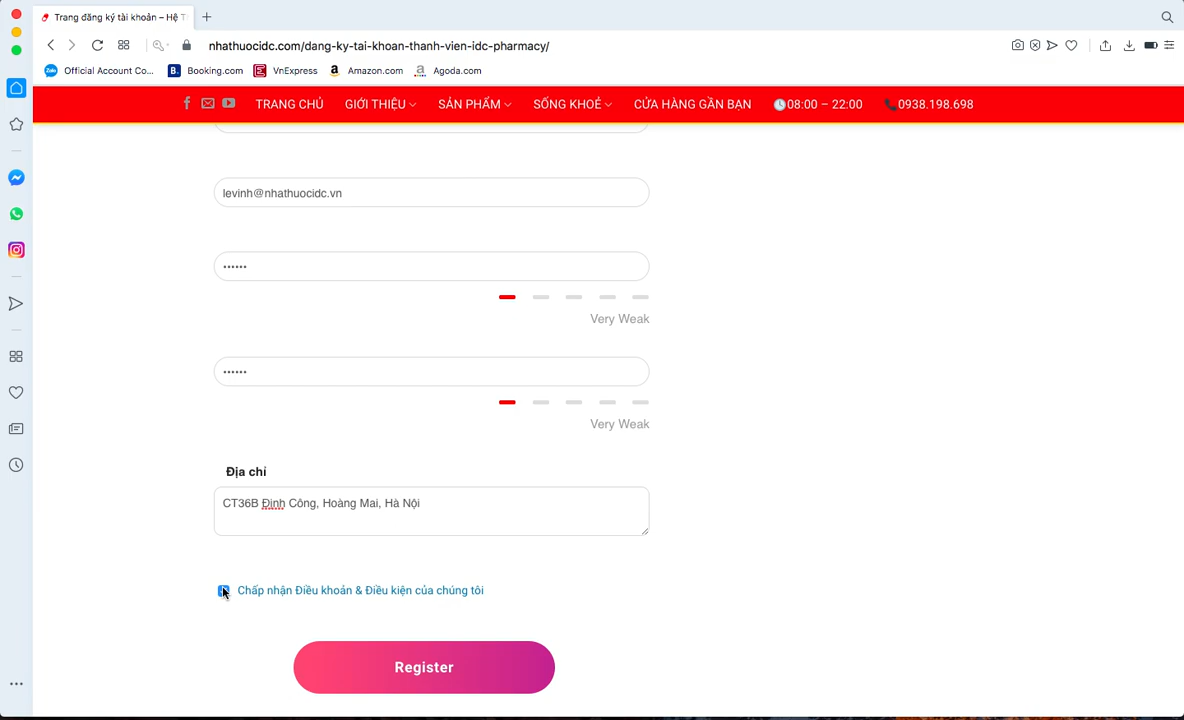 Trang đăng ký tài khoản – Hệ T
nhathuocidc.com/dang-ky-tai-khoan-thanh-vien-idc-pharmacy/
Zalo Official Account Co... B. Booking.com E VnExpress a Amazon.com a Agoda.com
TRANG CHỦ GIỚI THIỆU SẢN PHẨM SỐNG KHOẺ CỬA HÀNG GẦN BẠN 08:00 – 22:00 0938.198.698
levinh@nhathuocidc.vn
••••••
Very Weak
••••••
Very Weak
Địa chỉ
CT36B Định Công, Hoàng Mai, Hà Nội
Chấp nhận Điều khoản & Điều kiện của chúng tôi
Register